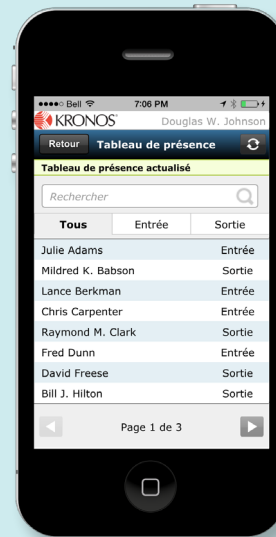 Bell 7:06 PM
KRONOS® Douglas W. Johnson
Retour Tableau de présence
Tableau de présence actualisé
Rechercher
Tous Entrée Sortie
Julie Adams Entrée
Mildred K. Babson Sortie
Lance Berkman Entrée
Chris Carpenter Entrée
Raymond M. Clark Sortie
Fred Dunn Entrée
David Freese Sortie
Bill J. Hilton Sortie
Page 1 de 3